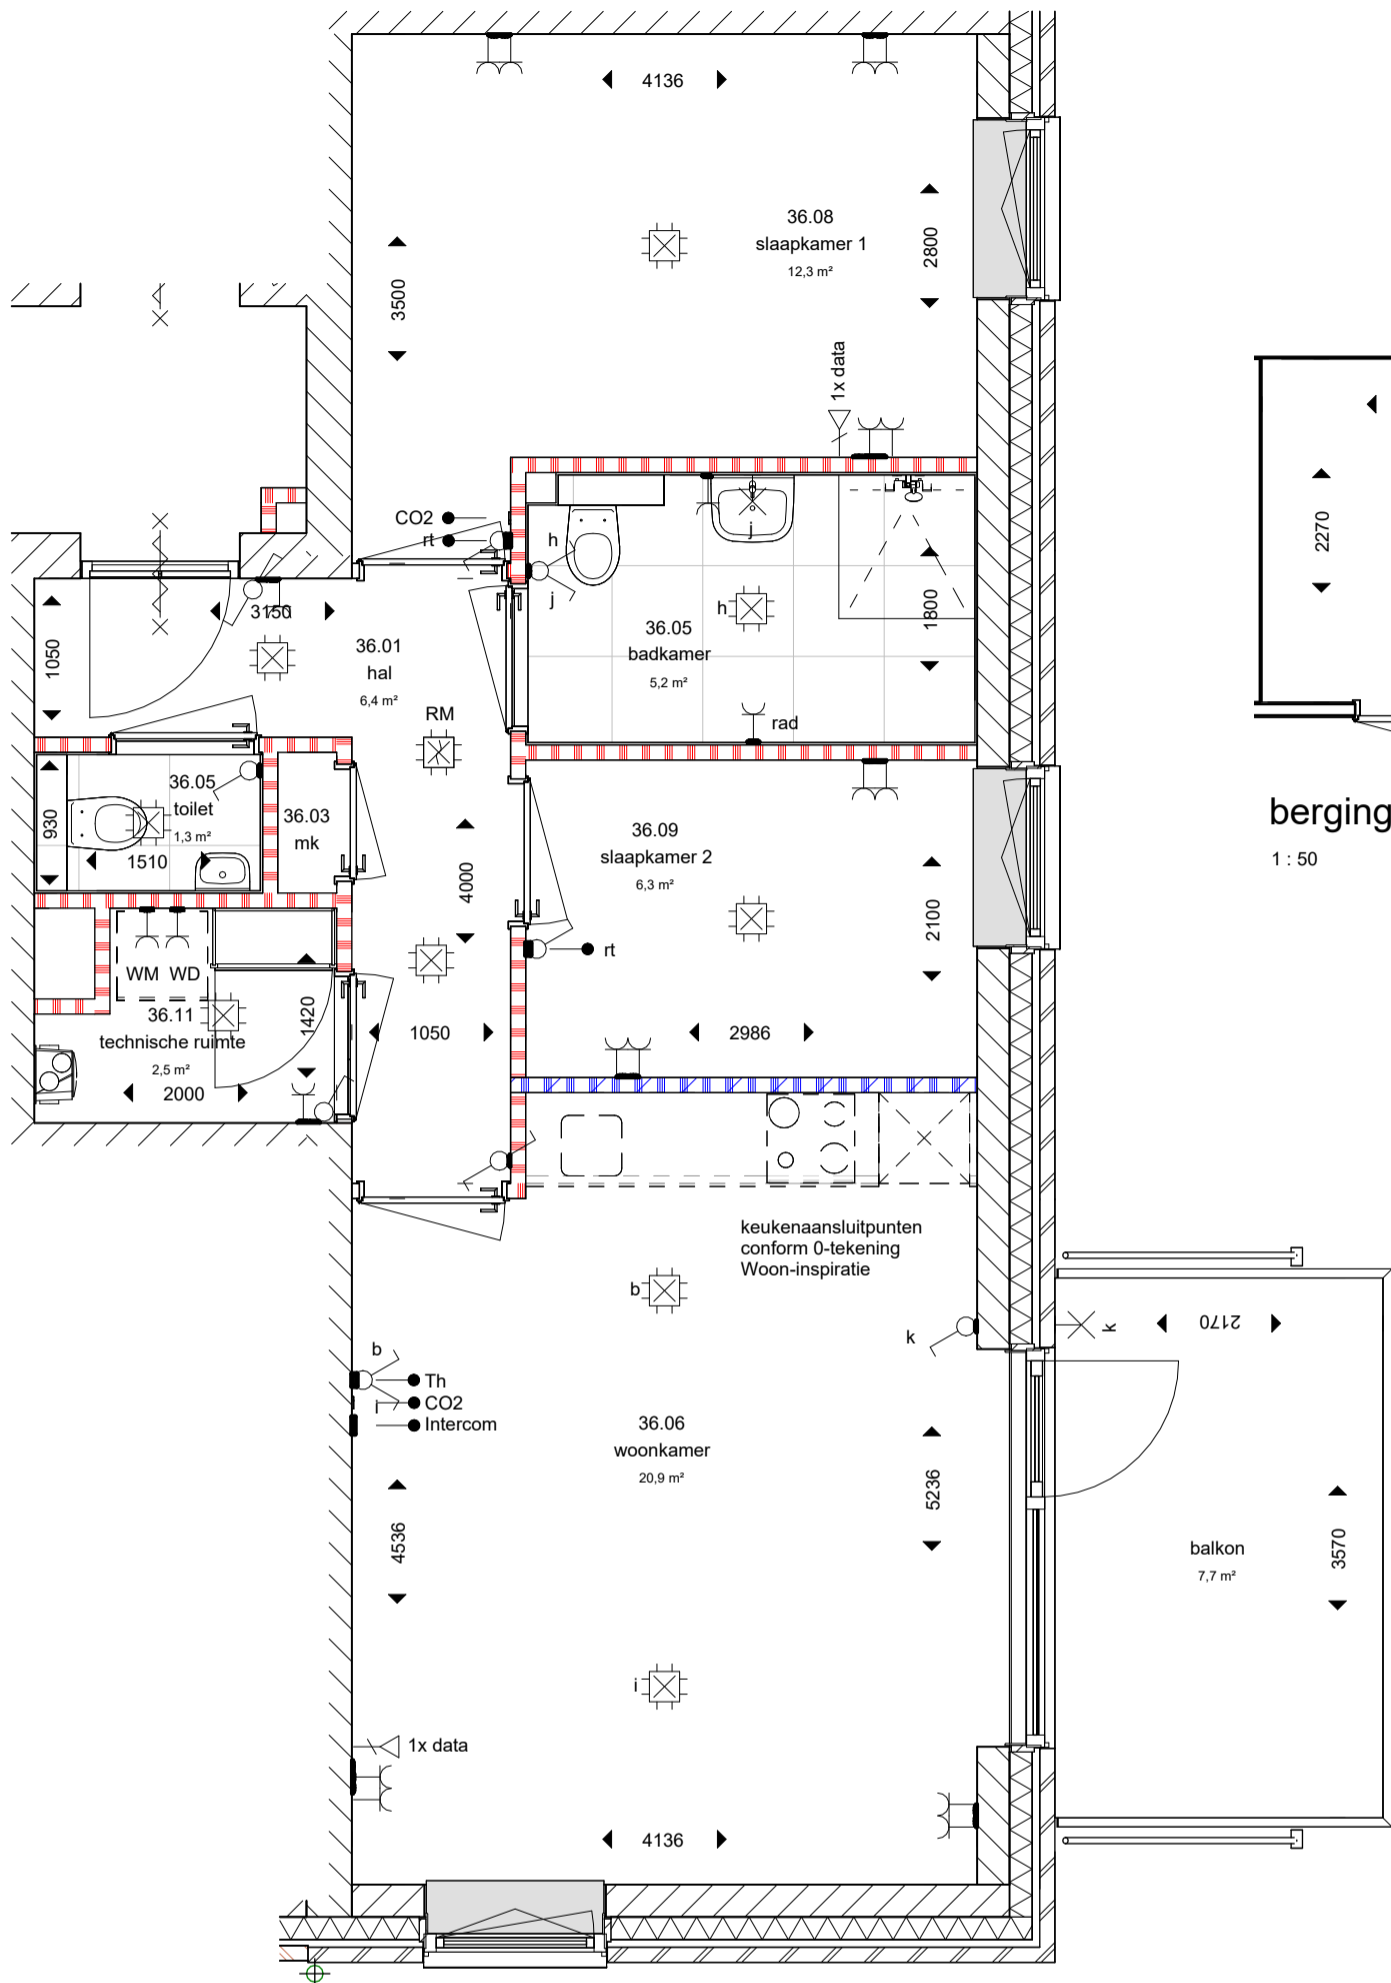 4136
36.08
slaapkamer 1
12,3 m²
2800
3500
1x data
2270
CO2
rt
h
j
j
h
1800
3150
1050
36.01
hal
6,4 m²
36.05
badkamer
5,2 m²
RM
rad
36.05
toilet
1,3 m²
930
1510
36.03
mk
4000
36.09
slaapkamer 2
6,3 m²
2100
berging
1 : 50
rt
WM WD
36.11
technische ruimte
2,5 m²
1420
2000
1050
2986
keukenaansluitpunten
conform 0-tekening
Woon-inspiratie
b
k
k
2170
b
Th
CO2
Intercom
36.06
woonkamer
20,9 m²
5236
4536
balkon
7,7 m²
3570
i
1x data
4136